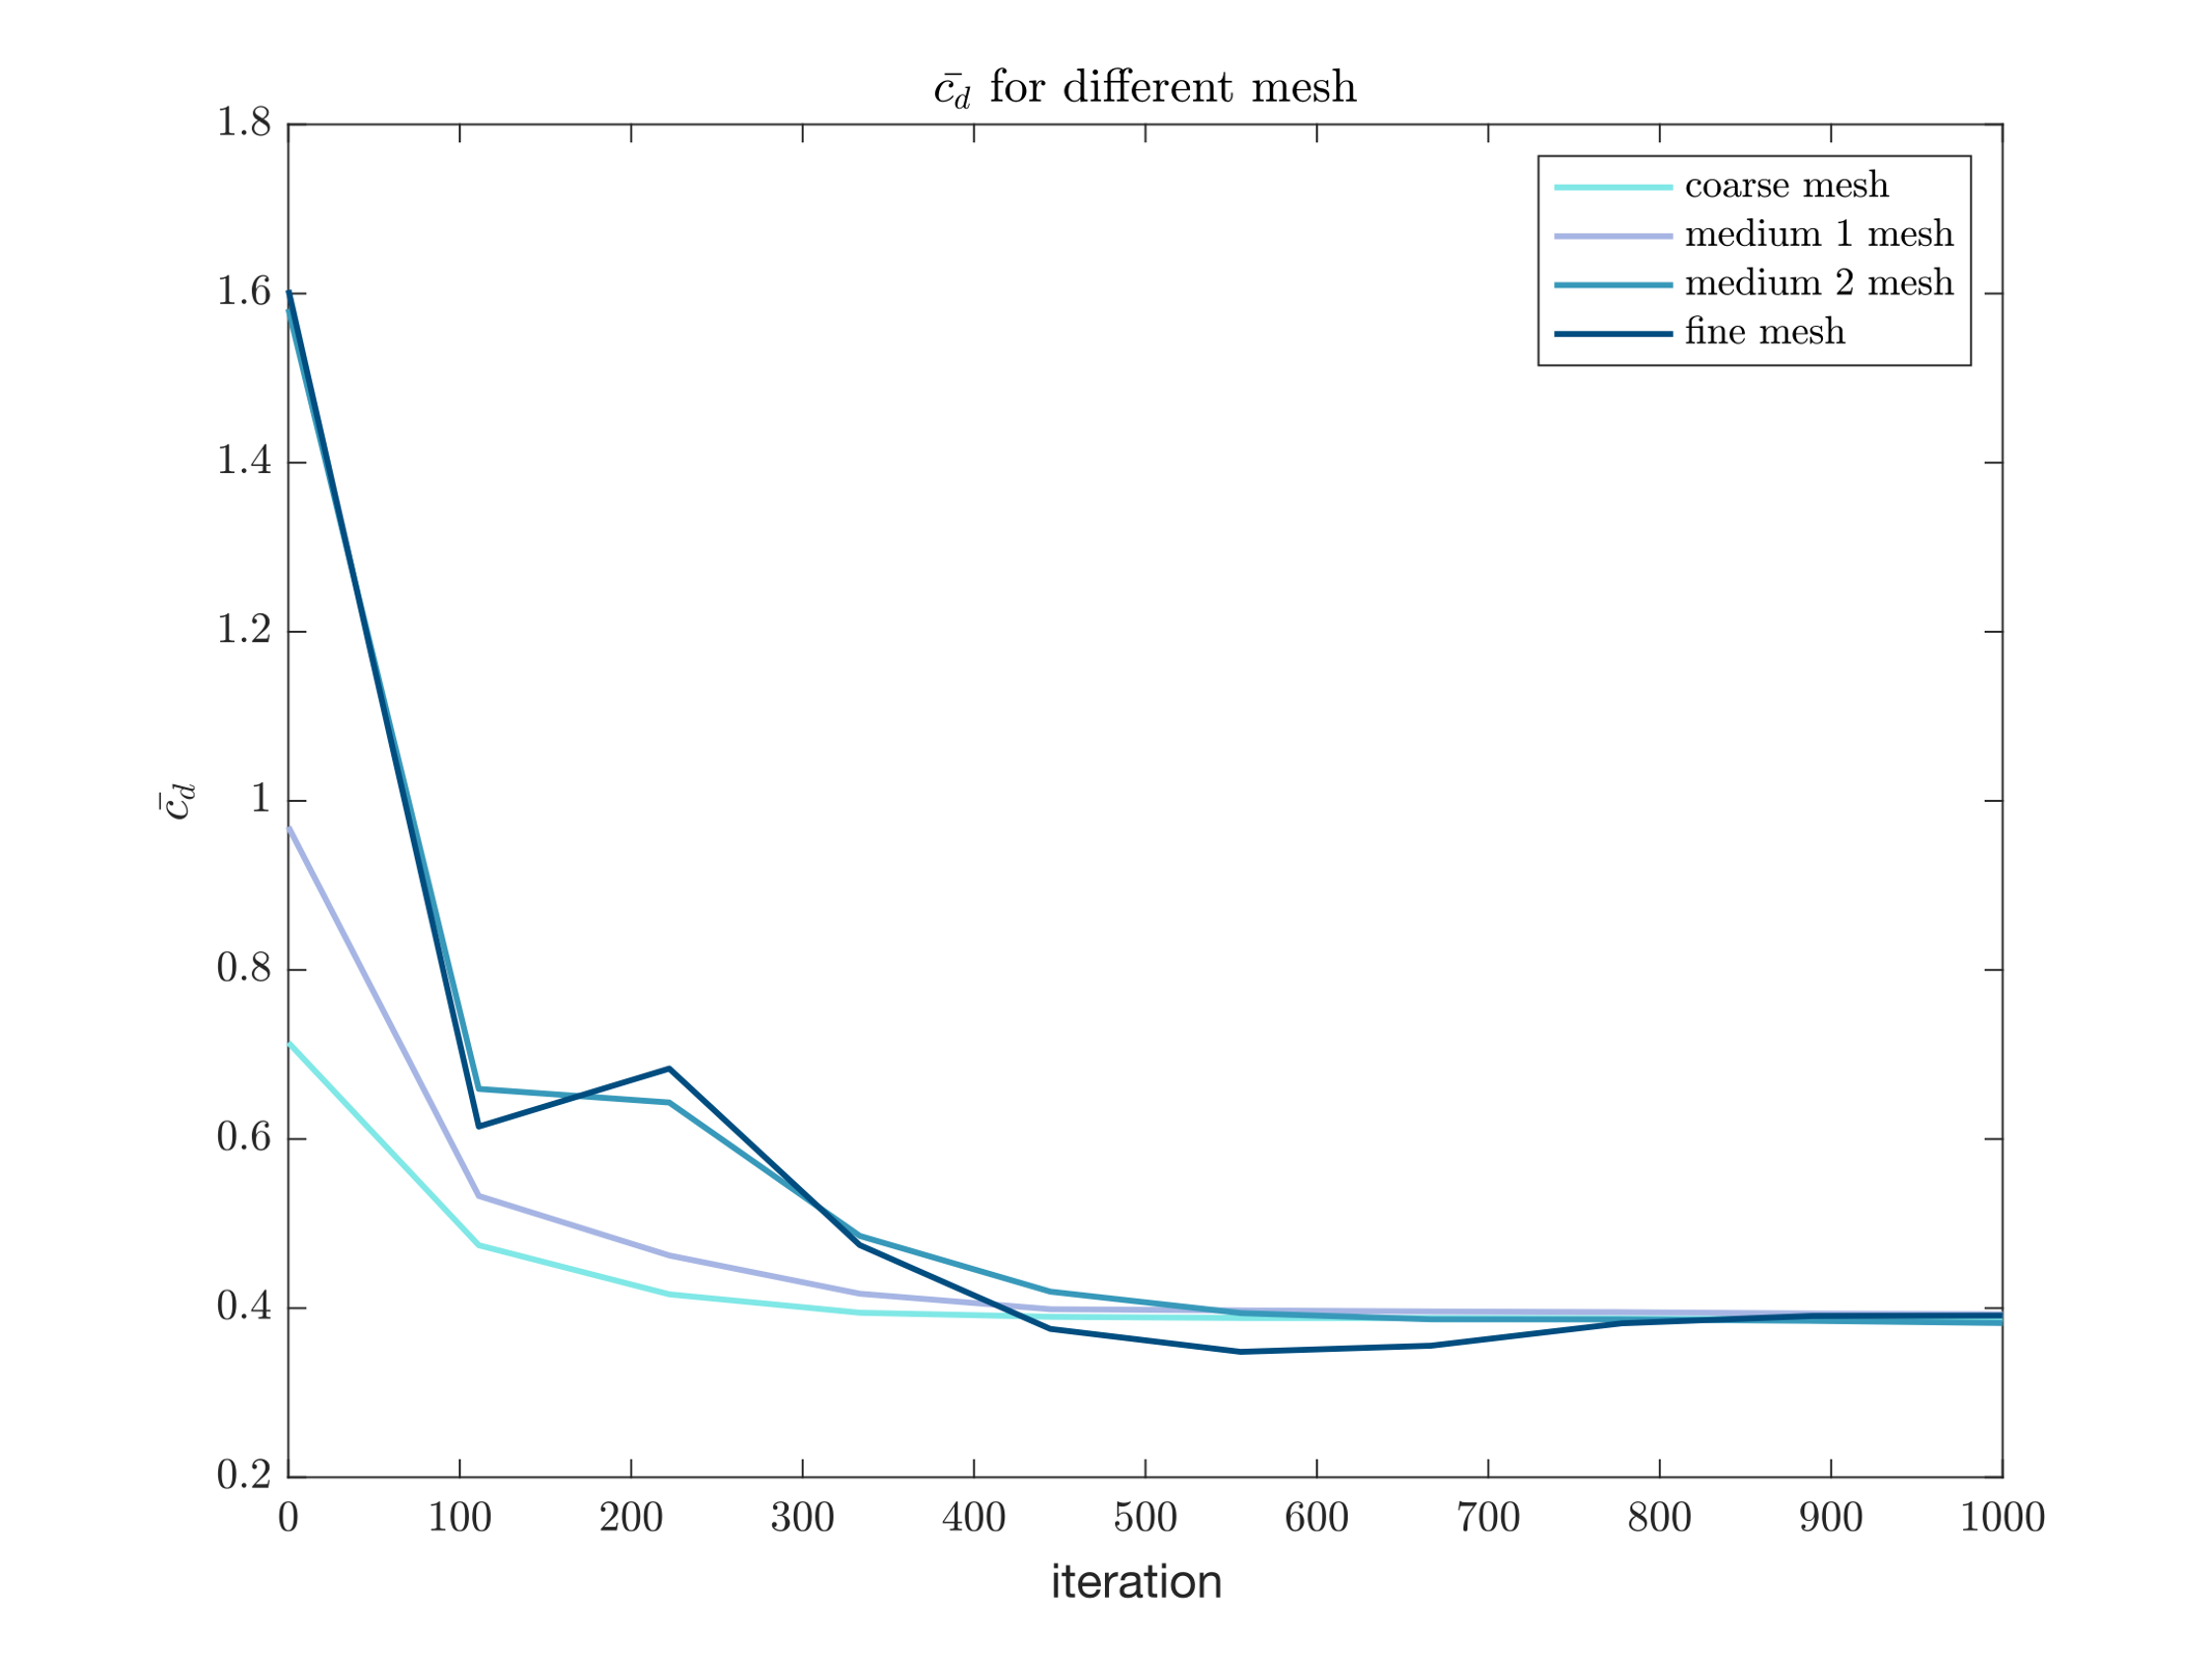 c̄_d for different mesh
1.8
1.6
1.4
1.2
1
0.8
0.6
0.4
0.2
c̄_d
coarse mesh
medium 1 mesh
medium 2 mesh
fine mesh
0 100 200 300 400 500 600 700 800 900 1000
iteration